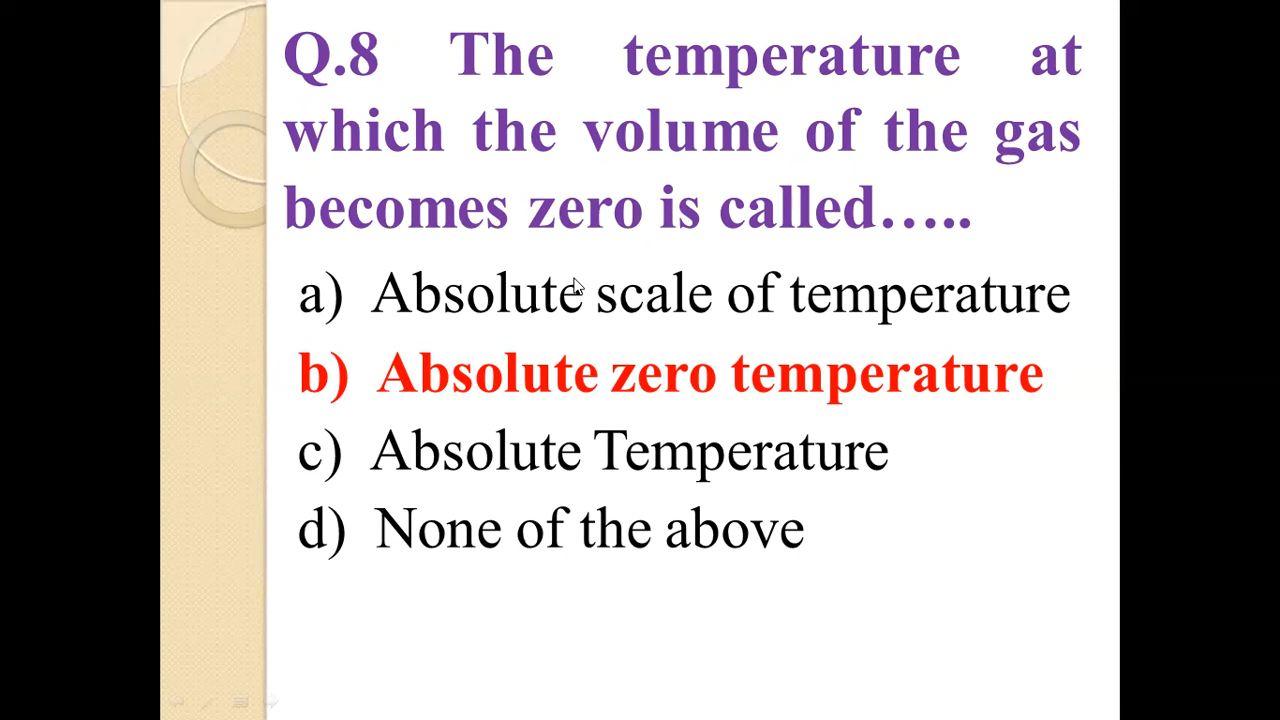 Q.8 The temperature at
which the volume of the gas
becomes zero is called…..
a) Absolute scale of temperature
b) Absolute zero temperature
c) Absolute Temperature
d) None of the above